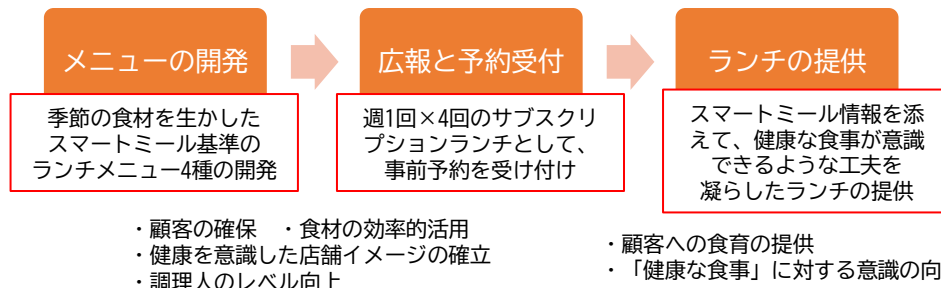 メニューの開発
広報と予約受付
ランチの提供
季節の食材を生かした
スマートミール基準の
ランチメニュー4種の開発
週1回×4回のサブスクリ
プションランチとして、
事前予約を受け付け
スマートミール情報を添
えて、健康な食事が意識
できるような工夫を
凝らしたランチの提供
・顧客の確保　・食材の効率的活用
・健康を意識した店舗イメージの確立
・調理人のレベル向上
・顧客への食育の提供
・「健康な食事」に対する意識の向